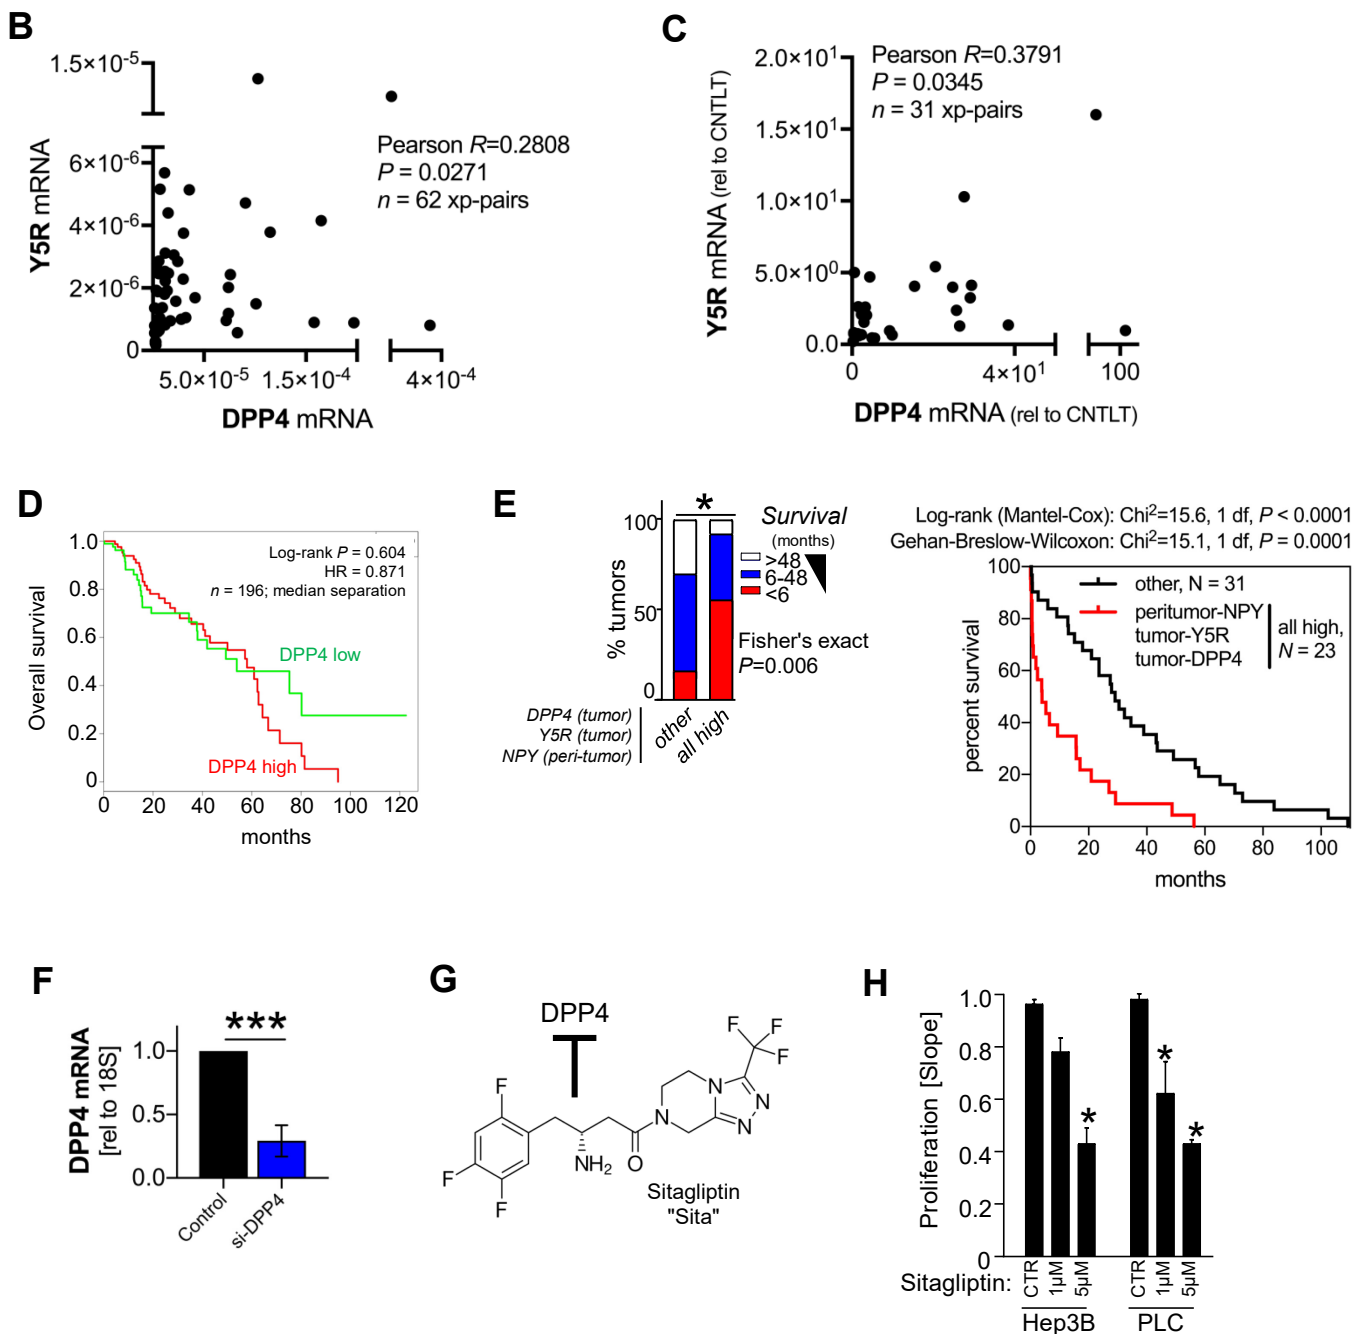 B
1.5×10-5
6×10-6
4×10-6
2×10-6
0
Y5R mRNA
Pearson R=0.2808
P = 0.0271
n = 62 xp-pairs
5.0×10-5
1.5×10-4
4×10-4
DPP4 mRNA
C
2.0×101
1.5×101
1.0×101
5.0×100
0.0
Y5R mRNA (rel to CNTLT)
Pearson R=0.3791
P = 0.0345
n = 31 xp-pairs
0
4×101
100
DPP4 mRNA (rel to CNTLT)
D
1.0
0.8
0.6
0.4
0.2
0
Overall survival
Log-rank P = 0.604
HR = 0.871
n = 196; median separation
DPP4 low
DPP4 high
0 20 40 60 80 100 120
months
E
100
50
0
% tumors
*
Survival
(months)
>48
6-48
<6
Fisher's exact
P=0.006
DPP4 (tumor)
Y5R (tumor)
NPY (peri-tumor)
other
all high
Log-rank (Mantel-Cox): Chi2=15.6, 1 df, P < 0.0001
Gehan-Breslow-Wilcoxon: Chi2=15.1, 1 df, P = 0.0001
100
80
60
40
20
0
percent survival
other, N = 31
peritumor-NPY
tumor-Y5R
tumor-DPP4
all high,
N = 23
0 20 40 60 80 100
months
F
DPP4 mRNA
[rel to 18S]
1.0
0.5
0.0
***
Control
si-DPP4
G
DPP4
F
F
F
F
F
F
N
N
N
N
NH2
O
Sitagliptin
"Sita"
H
Proliferation [Slope]
1.0
0.8
0.6
0.4
0.2
0
*
*
*
Sitagliptin:
CTR
1µM
5µM
CTR
1µM
5µM
Hep3B
PLC